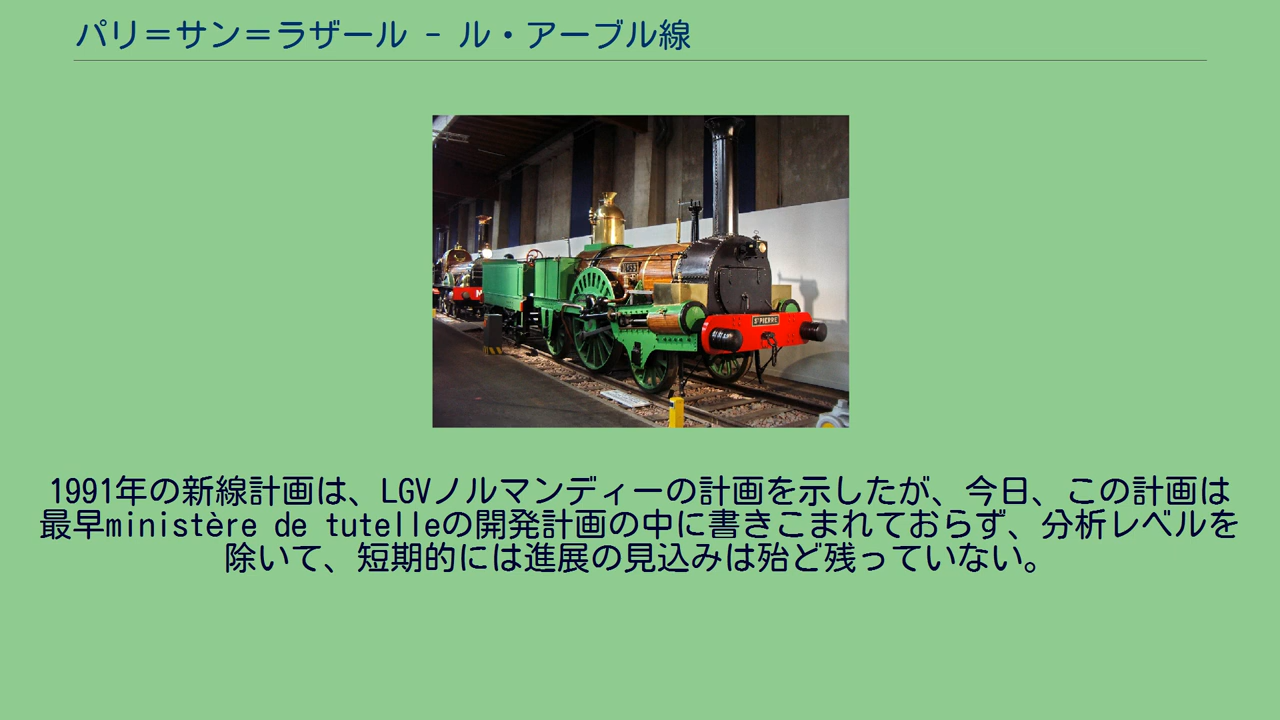 パリ＝サン＝ラザール － ル・アーブル線
ST PIERRE
1991年の新線計画は、LGVノルマンディーの計画を示したが、今日、この計画は
最早ministère de tutelleの開発計画の中に書きこまれておらず、分析レベルを
除いて、短期的には進展の見込みは殆ど残っていない。